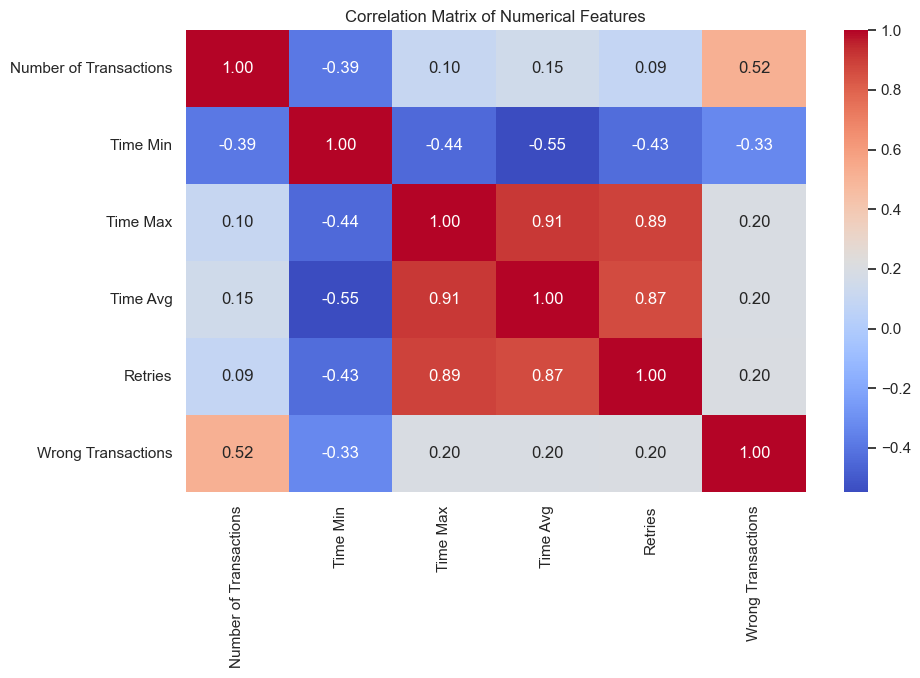 Correlation Matrix of Numerical Features
Number of Transactions 1.00 -0.39 0.10 0.15 0.09 0.52
Time Min -0.39 1.00 -0.44 -0.55 -0.43 -0.33
Time Max 0.10 -0.44 1.00 0.91 0.89 0.20
Time Avg 0.15 -0.55 0.91 1.00 0.87 0.20
Retries 0.09 -0.43 0.89 0.87 1.00 0.20
Wrong Transactions 0.52 -0.33 0.20 0.20 0.20 1.00
Number of Transactions
Time Min
Time Max
Time Avg
Retries
Wrong Transactions
1.0
0.8
0.6
0.4
0.2
0.0
−0.2
−0.4